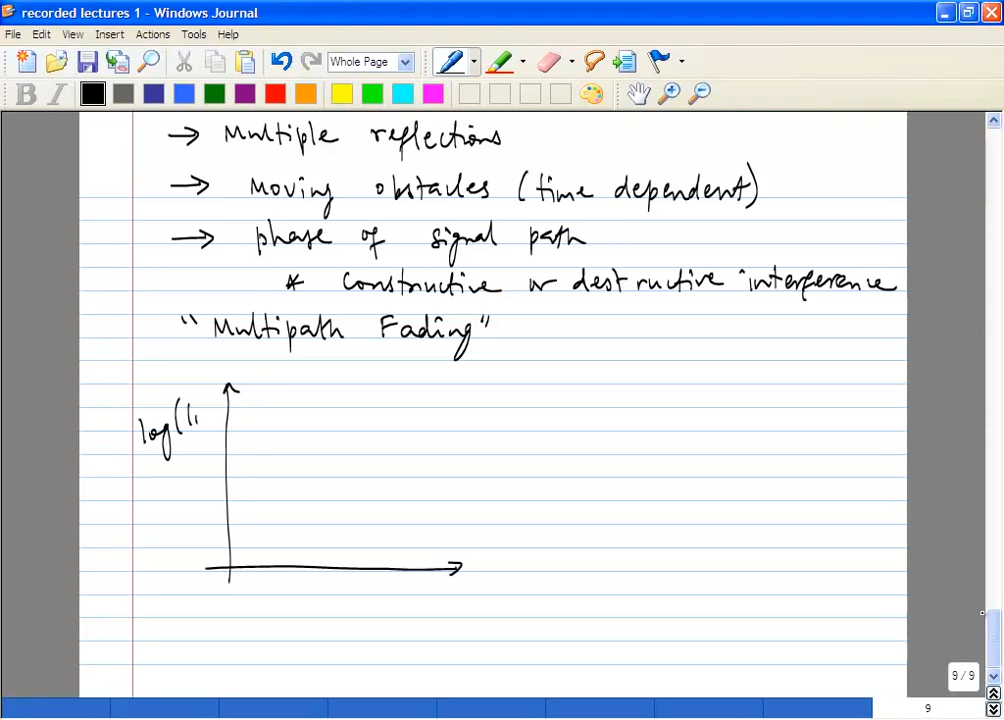 recorded lectures 1 - Windows Journal
File Edit View Insert Actions Tools Help
Whole Page
B I
→ Multiple reflections
→ Moving obstacles (time dependent)
→ phase of signal path
* constructive or destructive interference
"Multipath Fading"
log(
9 / 9
9